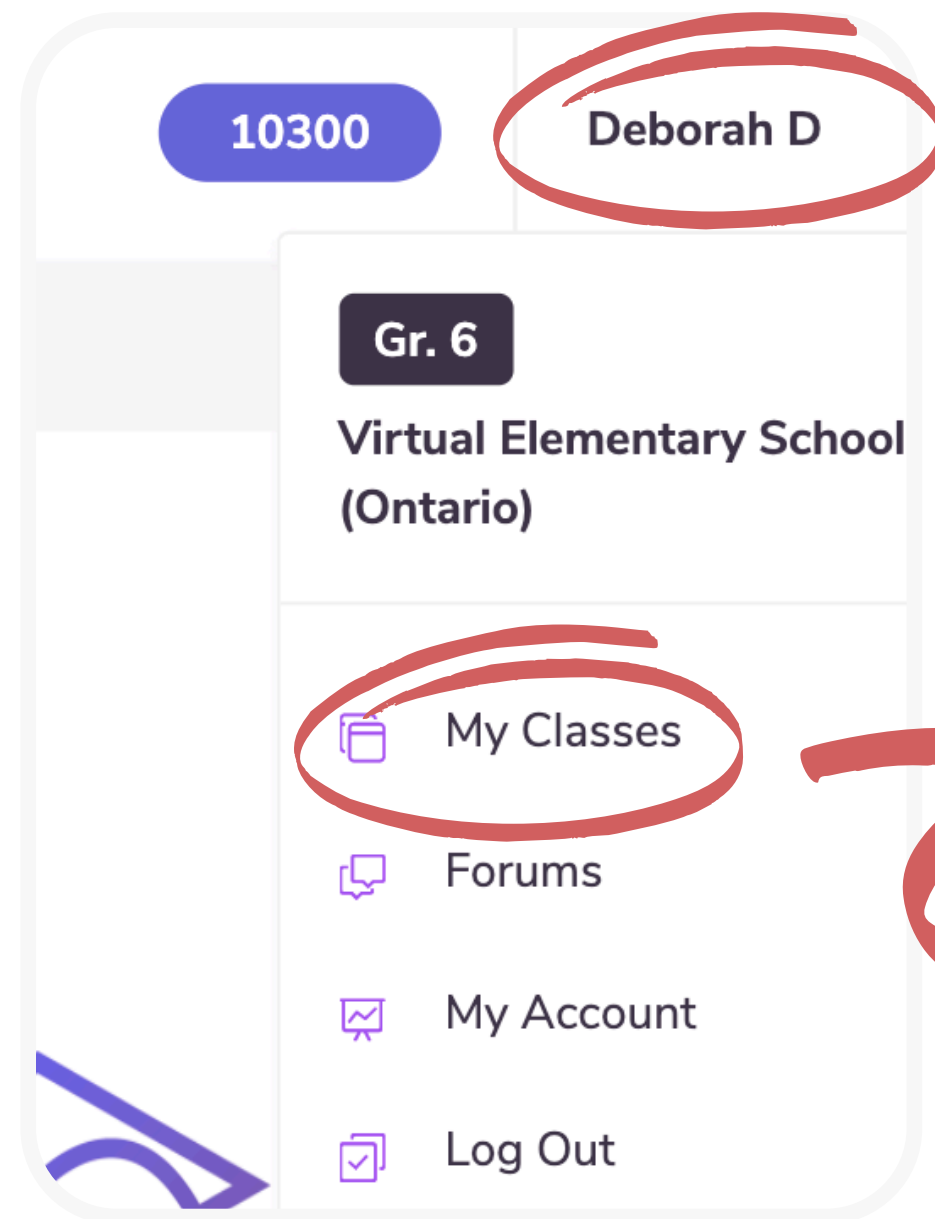 10300
Deborah D
Gr. 6
Virtual Elementary School
(Ontario)
My Classes
Forums
My Account
Log Out